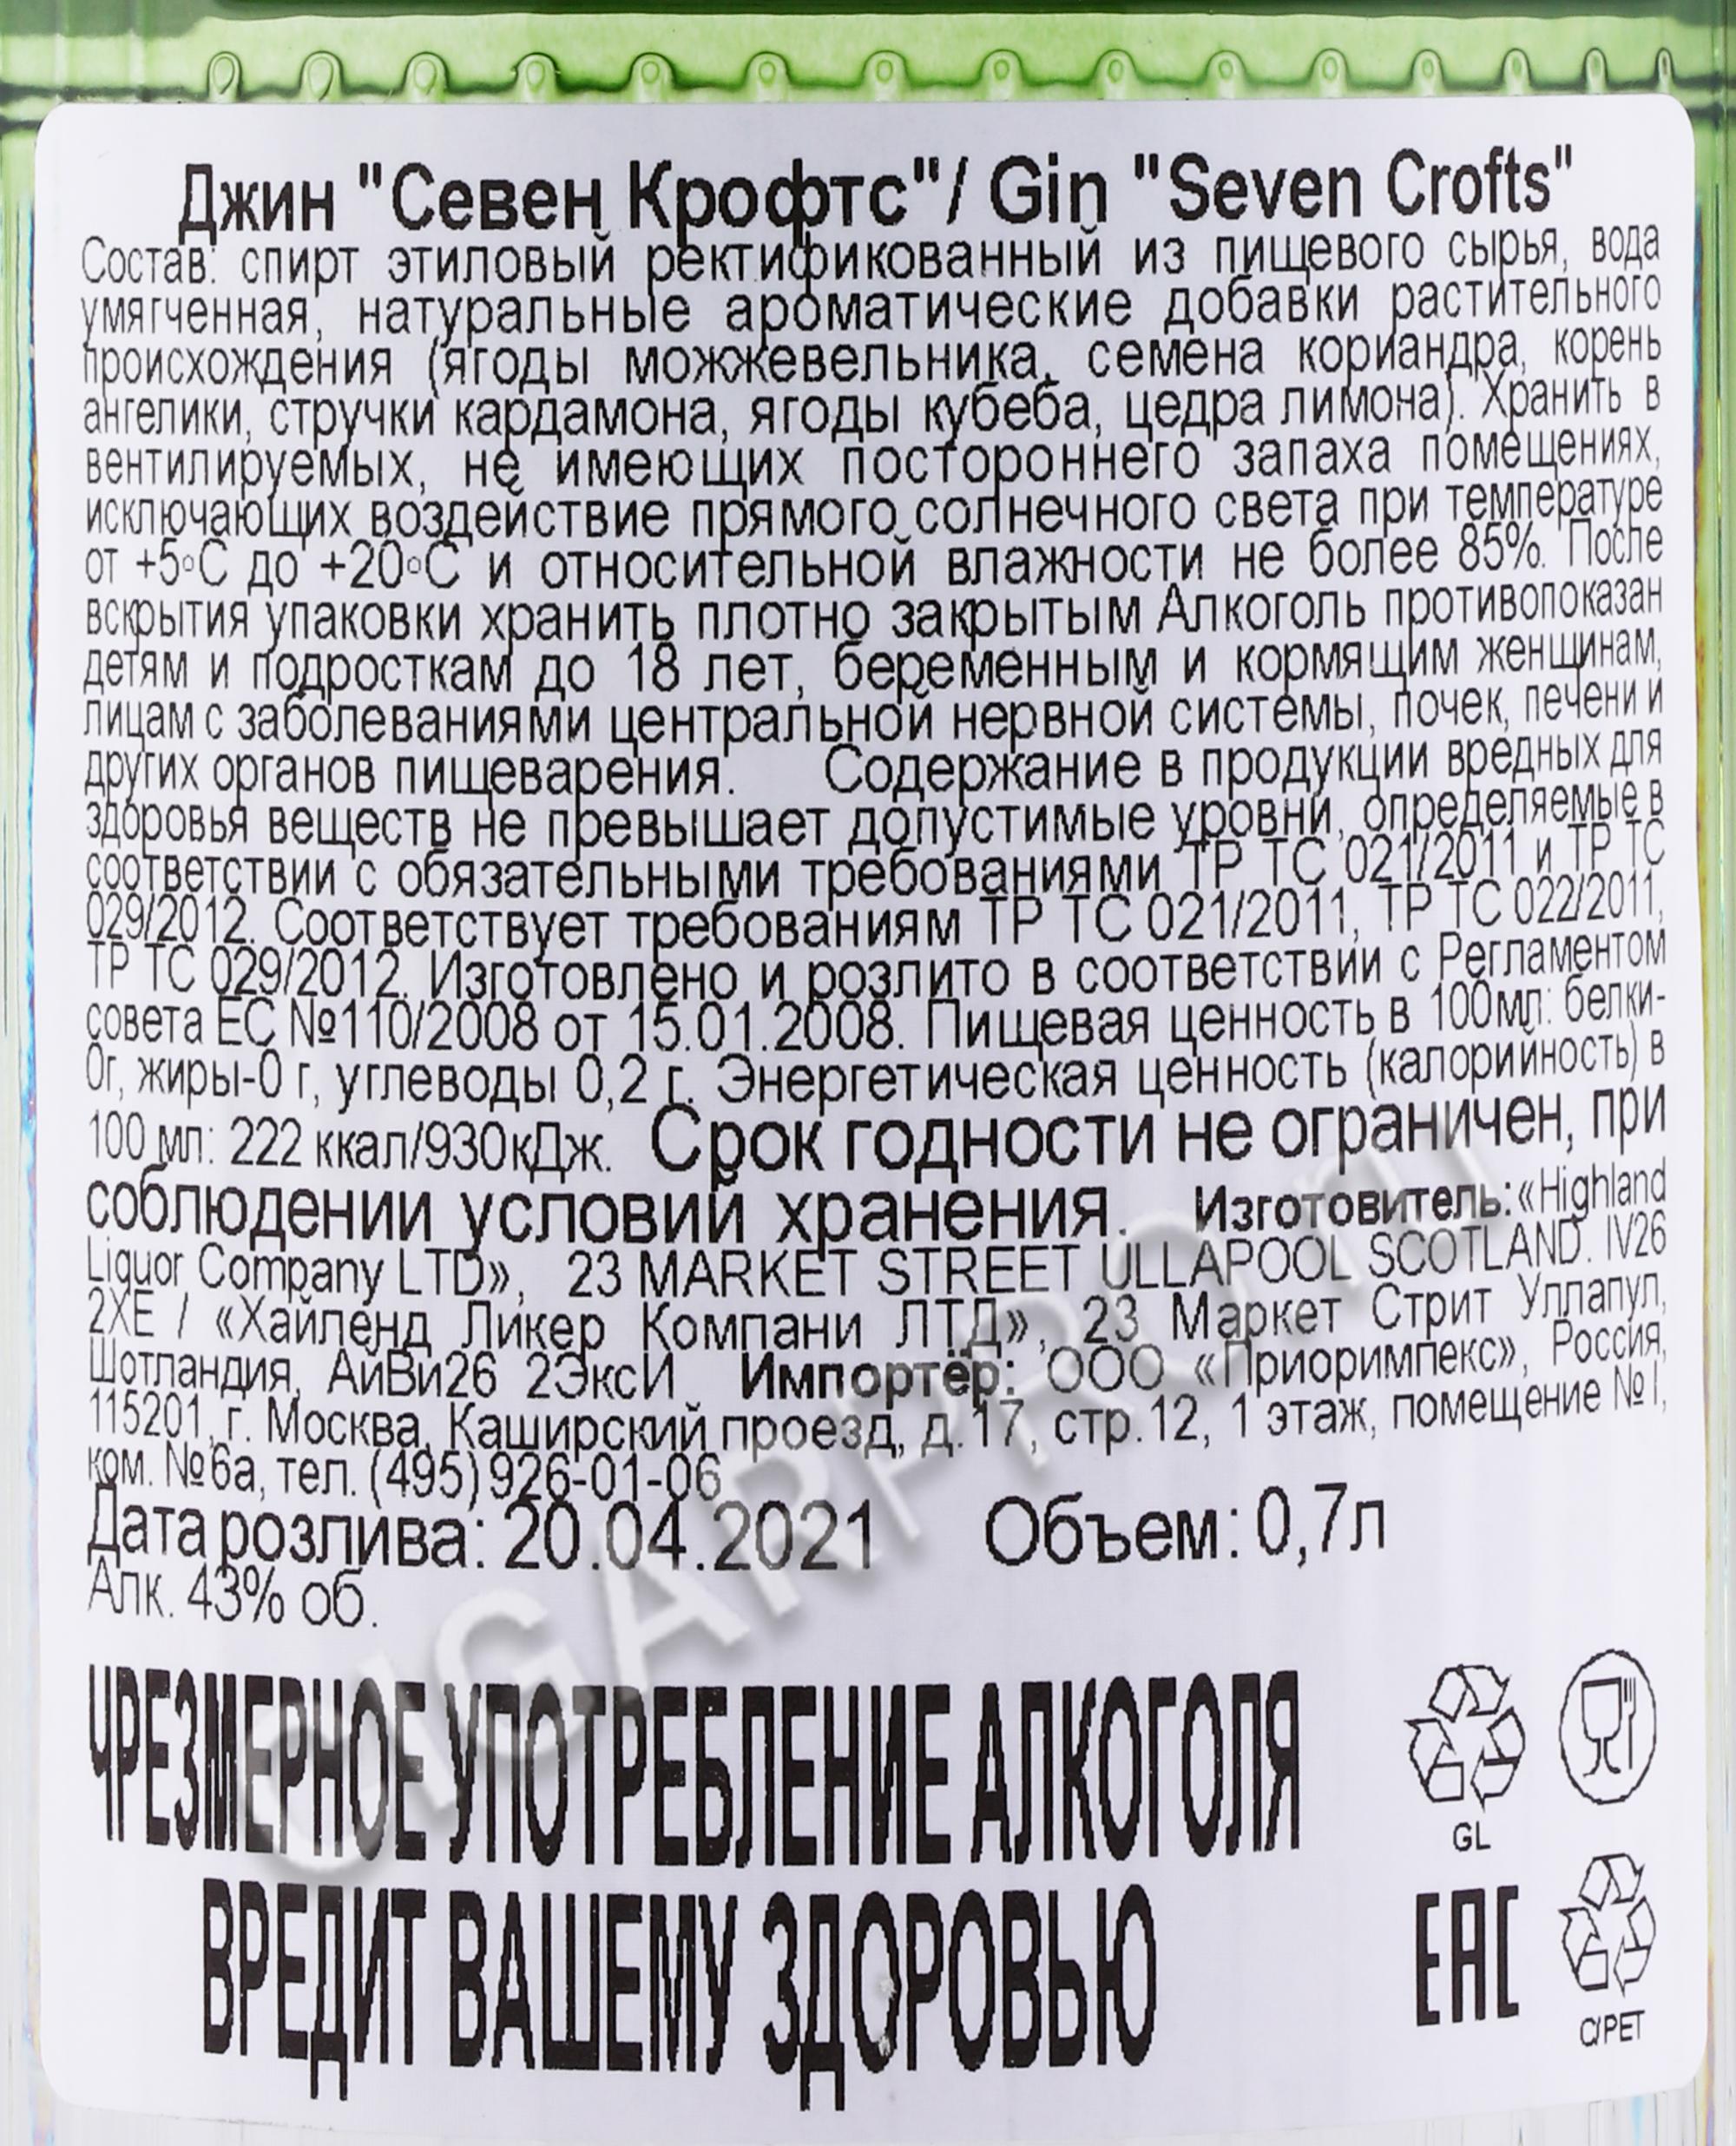 Джин "Севен Крофтс"/ Gin "Seven Crofts"
Состав: спирт этиловый ректификованный из пищевого сырья, вода
умягченная, натуральные ароматические добавки растительного
происхождения (ягоды можжевельника, семена кориандра, корень
ангелики, стручки кардамона, ягоды кубеба, цедра лимона). Хранить в
вентилируемых, не имеющих постороннего запаха помещениях,
исключающих воздействие прямого солнечного света при температуре
от +5°C до +20°C и относительной влажности не более 85%. После
вскрытия упаковки хранить плотно закрытым Алкоголь противопоказан
детям и подросткам до 18 лет, беременным и кормящим женщинам,
лицам с заболеваниями центральной нервной системы, почек, печени и
других органов пищеварения. Содержание в продукции вредных для
здоровья веществ не превышает допустимые уровни, определяемые в
соответствии с обязательными требованиями ТР ТС 021/2011 и ТР ТС
029/2012. Соответствует требованиям ТР ТС 021/2011, ТР ТС 022/2011,
ТР ТС 029/2012. Изготовлено и розлито в соответствии с Регламентом
совета ЕС №110/2008 от 15.01.2008. Пищевая ценность в 100мл: белки-
0г, жиры-0 г, углеводы 0,2 г. Энергетическая ценность (калорийность) в
100 мл: 222 ккал/930кДж. Срок годности не ограничен, при
соблюдении условий хранения. Изготовитель: «Highland
Liquor Company LTD», 23 MARKET STREET ULLAPOOL SCOTLAND. IV26
2XE / «Хайленд Ликер Компани ЛТД», 23 Маркет Стрит Уллапул,
Шотландия, АйВи26 2ЭксИ Импортёр: ООО «Приоримпекс», Россия,
115201, г. Москва, Каширский проезд, д.17, стр.12, 1 этаж, помещение №I,
ком. №6а, тел. (495) 926-01-06
Дата розлива: 20.04.2021 Объем: 0,7л
Алк. 43% об.
ЧРЕЗМЕРНОЕ УПОТРЕБЛЕНИЕ АЛКОГОЛЯ
ВРЕДИТ ВАШЕМУ ЗДОРОВЬЮ
GL
EAC
C/PET
CIGARPRO.ru